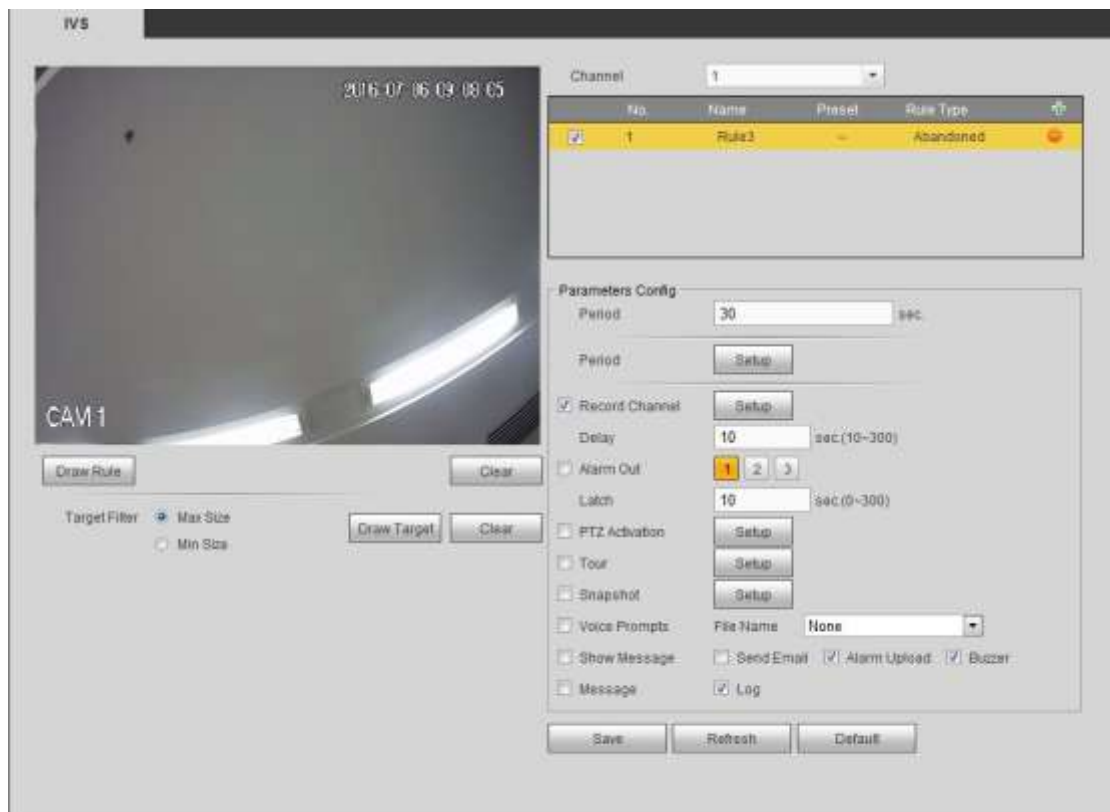 IVS
2016-07-06 09:08:05
CAM 1
Draw Rule
Clear
Target Filter Max Size
Min Size
Draw Target Clear
Channel 1
No. Name Preset Rule Type
1 Rule3 -- Abandoned
Parameters Config
Period 30 sec.
Period Setup
Record Channel Setup
Delay 10 sec.(10~300)
Alarm Out 1 2 3
Latch 10 sec.(0~300)
PTZ Activation Setup
Tour Setup
Snapshot Setup
Voice Prompts File Name None
Show Message Send Email Alarm Upload Buzzer
Message Log
Save Refresh Default